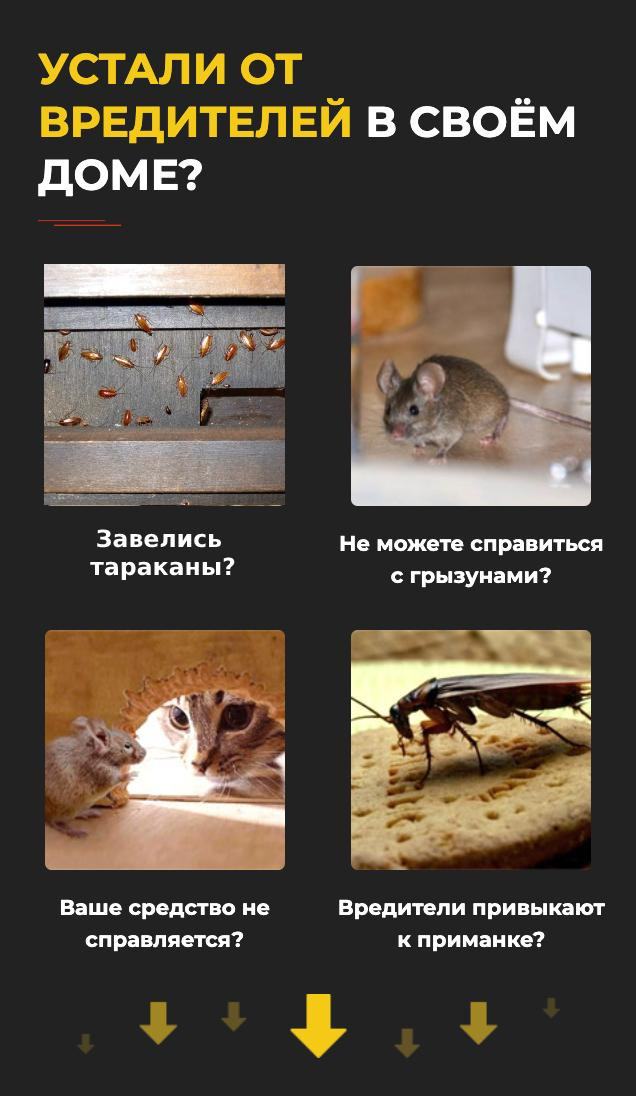 УСТАЛИ ОТ
ВРЕДИТЕЛЕЙ В СВОЁМ
ДОМЕ?
Завелись
тараканы?
Не можете справиться
с грызунами?
Ваше средство не
справляется?
Вредители привыкают
к приманке?